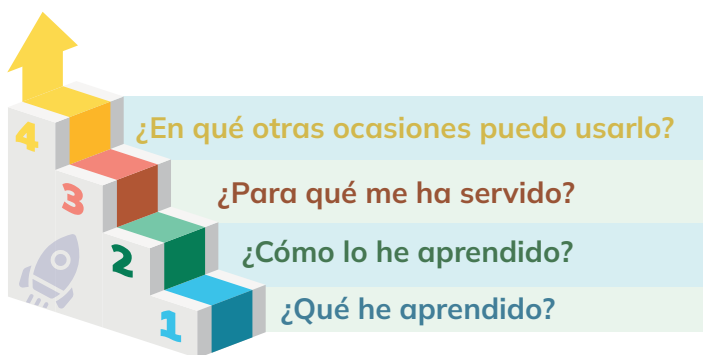 4 ¿En qué otras ocasiones puedo usarlo?
3 ¿Para qué me ha servido?
2 ¿Cómo lo he aprendido?
1 ¿Qué he aprendido?